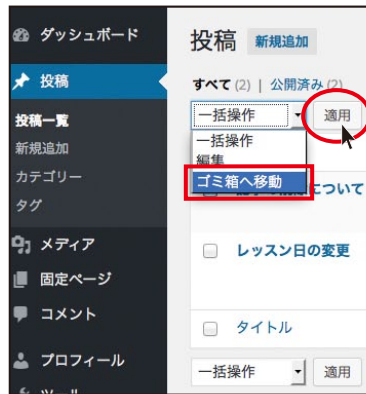 ダッシュボード
投稿
投稿一覧
新規追加
カテゴリー
タグ
メディア
固定ページ
コメント
プロフィール
投稿 新規追加
すべて (2) | 公開済み (2)
一括操作 適用
一括操作
編集
ゴミ箱へ移動
について
レッスン日の変更
タイトル
一括操作 適用